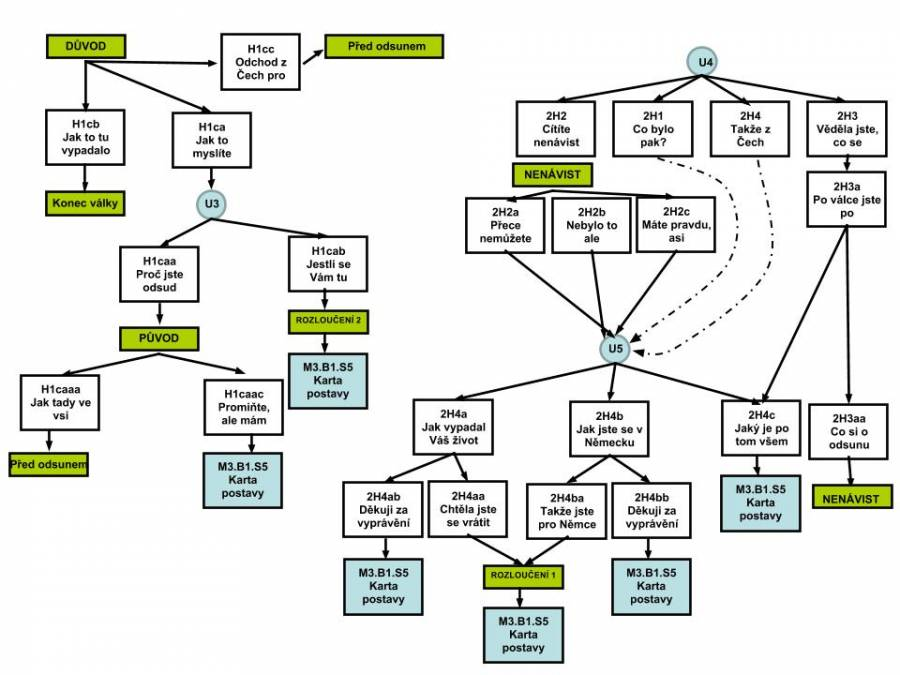 DŮVOD
H1cc
Odchod z
Čech pro
Před odsunem
H1cb
Jak to tu
vypadalo
H1ca
Jak to
myslíte
Konec války
U3
H1caa
Proč jste
odsud
H1cab
Jestli se
Vám tu
PŮVOD
ROZLOUČENÍ 2
M3.B1.S5
Karta
postavy
H1caaa
Jak tady ve
vsi
H1caac
Promiňte,
ale mám
Před odsunem
M3.B1.S5
Karta
postavy
U4
2H2
Cítíte
nenávist
2H1
Co bylo
pak?
2H4
Takže z
Čech
2H3
Věděla jste,
co se
NENÁVIST
2H3a
Po válce jste
po
2H2a
Přece
nemůžete
2H2b
Nebylo to
ale
2H2c
Máte pravdu,
asi
U5
2H4a
Jak vypadal
Váš život
2H4b
Jak jste se v
Německu
2H4c
Jaký je po
tom všem
2H3aa
Co si o
odsunu
2H4ab
Děkuji za
vyprávění
2H4aa
Chtěla jste
se vrátit
2H4ba
Takže jste
pro Němce
2H4bb
Děkuji za
vyprávění
M3.B1.S5
Karta
postavy
NENÁVIST
M3.B1.S5
Karta
postavy
ROZLOUČENÍ 1
M3.B1.S5
Karta
postavy
M3.B1.S5
Karta
postavy